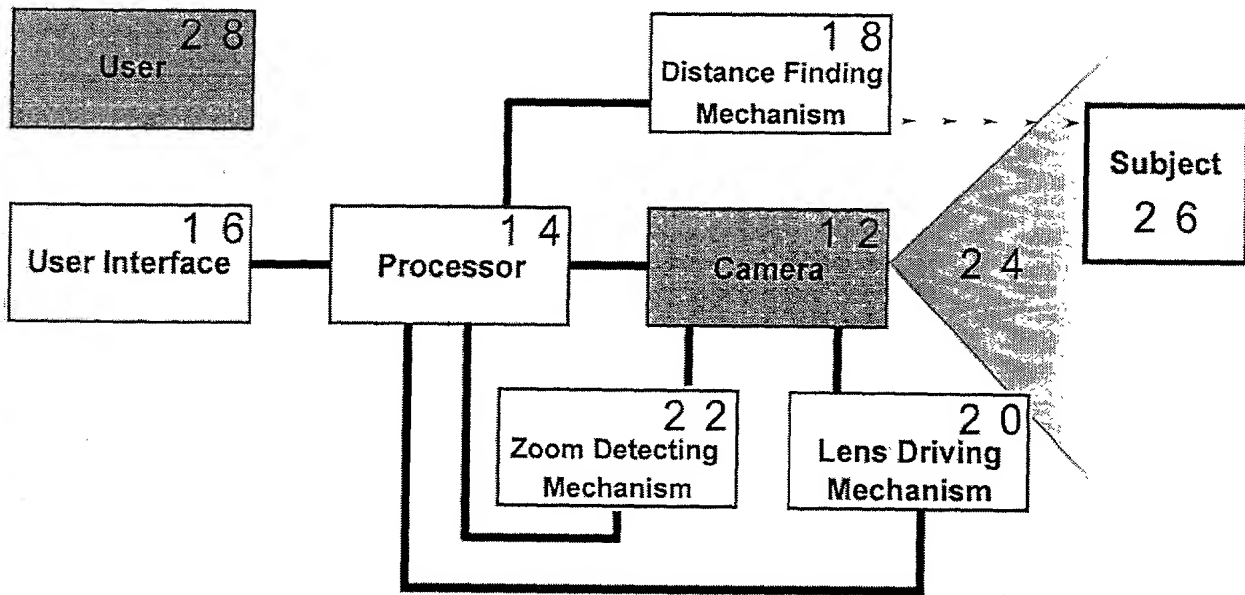 2 8
User
1 8
Distance Finding
Mechanism
Subject
2 6
1 6
User Interface
1 4
Processor
1 2
Camera
2 4
2 2
Zoom Detecting
Mechanism
2 0
Lens Driving
Mechanism